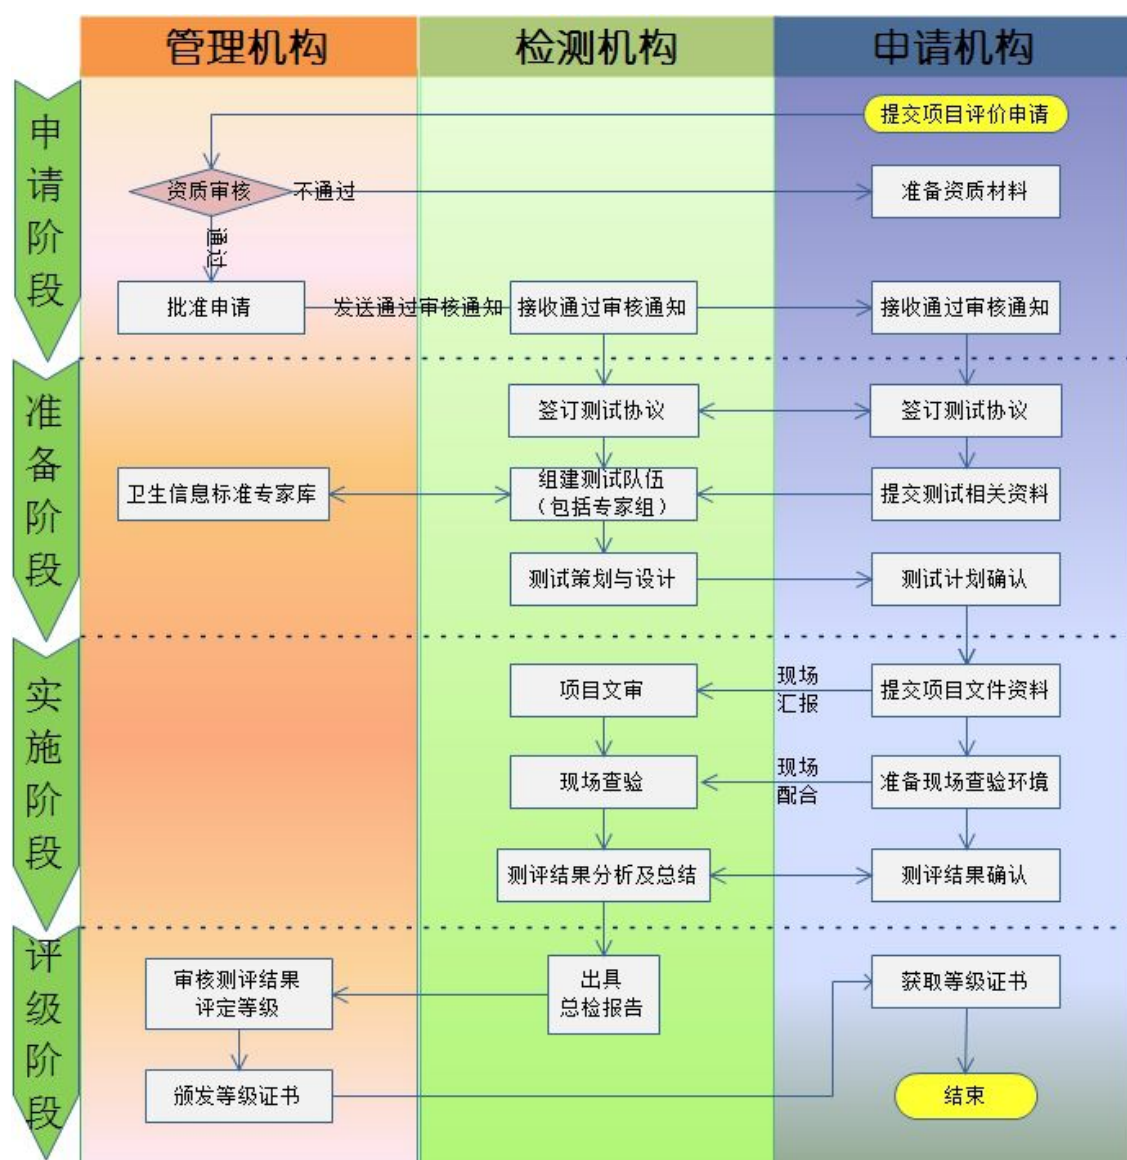 管理机构
检测机构
申请机构
申请阶段
提交项目评价申请
资质审核
不通过
准备资质材料
通过
批准申请
发送通过审核通知
接收通过审核通知
接收通过审核通知
准备阶段
签订测试协议
签订测试协议
卫生信息标准专家库
组建测试队伍
（包括专家组）
提交测试相关资料
测试策划与设计
测试计划确认
实施阶段
项目文审
现场
汇报
提交项目文件资料
现场查验
现场
配合
准备现场查验环境
测评结果分析及总结
测评结果确认
评级阶段
审核测评结果
评定等级
出具
总检报告
获取等级证书
颁发等级证书
结束